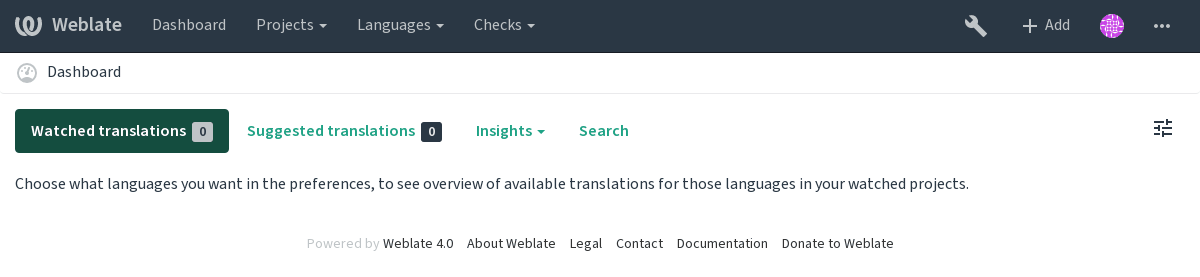 Weblate Dashboard Projects Languages Checks Add
Dashboard
Watched translations 0 Suggested translations 0 Insights Search
Choose what languages you want in the preferences, to see overview of available translations for those languages in your watched projects.
Powered by Weblate 4.0 About Weblate Legal Contact Documentation Donate to Weblate